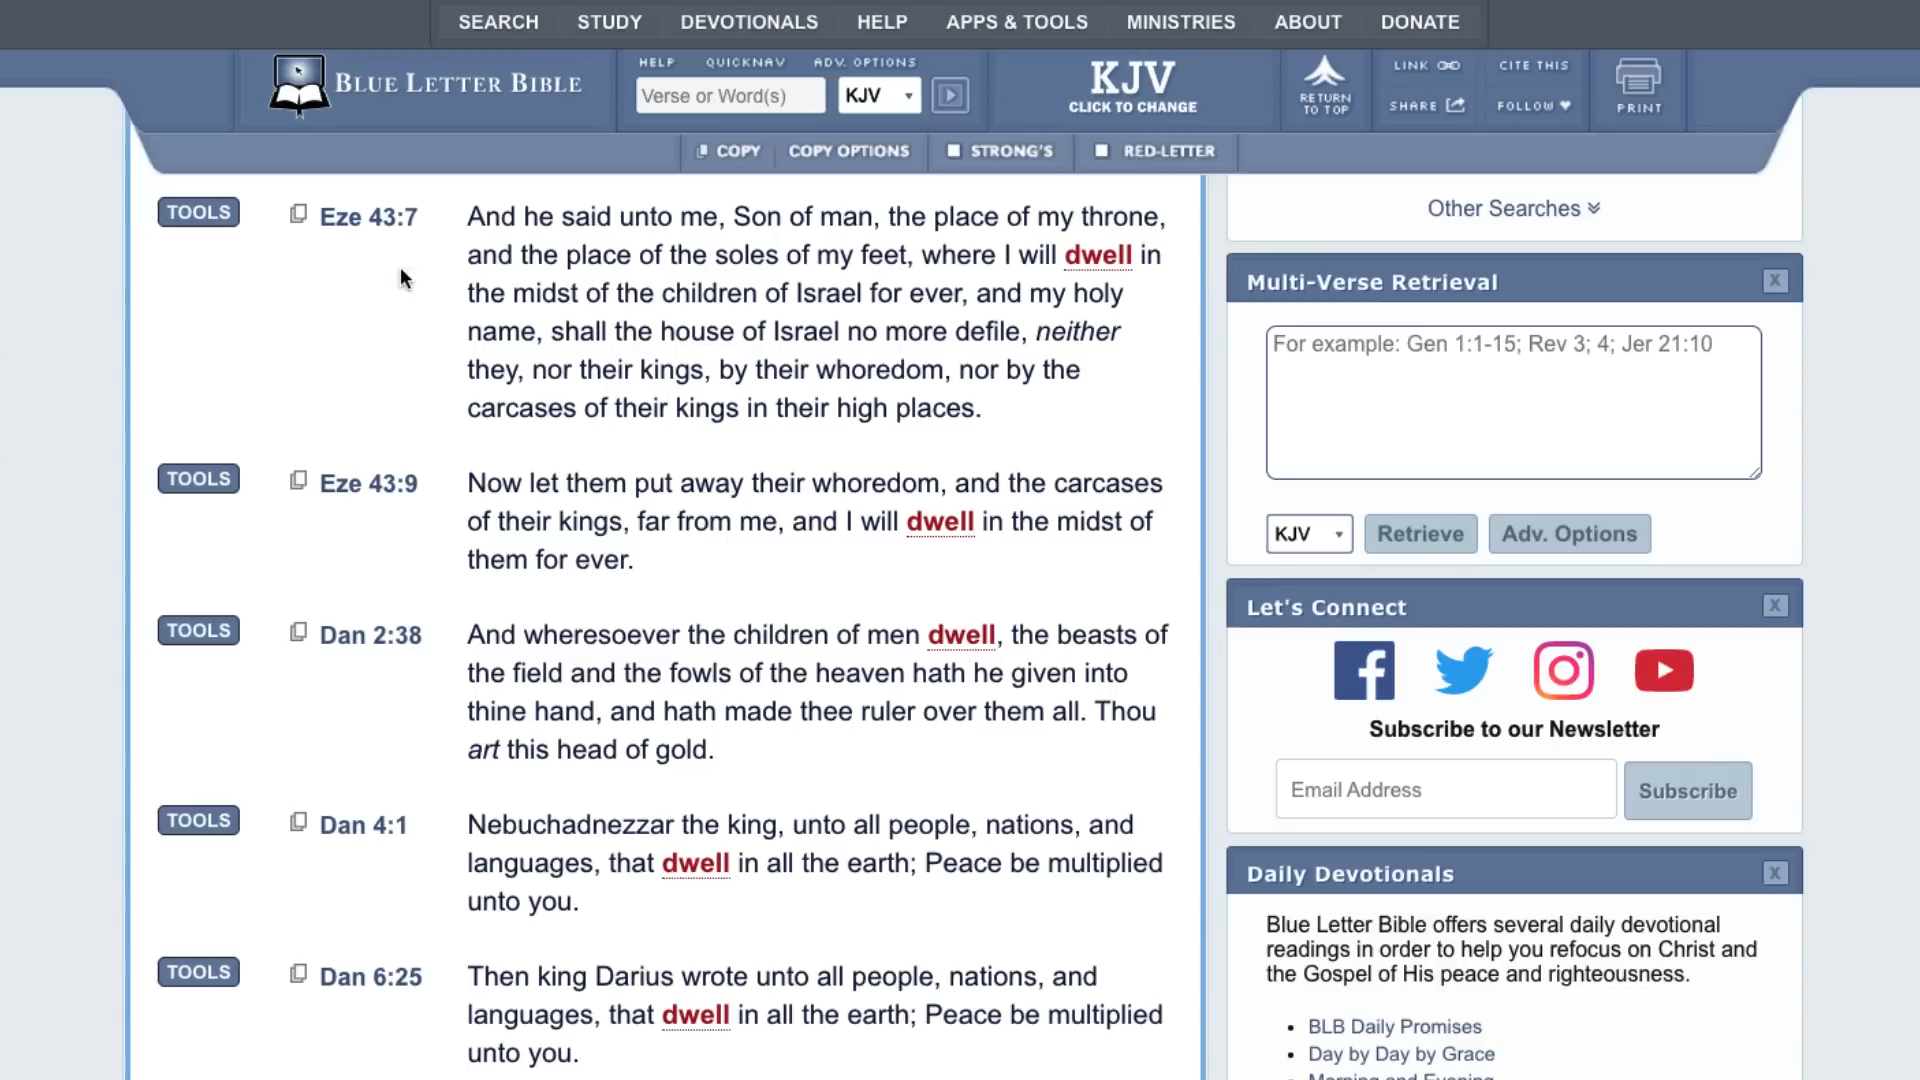 SEARCH STUDY DEVOTIONALS HELP APPS & TOOLS MINISTRIES ABOUT DONATE
BLUE LETTER BIBLE
HELP QUICKNAV ADV. OPTIONS
Verse or Word(s) KJV
KJV
CLICK TO CHANGE
RETURN
TO TOP
LINK
SHARE
CITE THIS
FOLLOW
PRINT
COPY COPY OPTIONS STRONG'S RED-LETTER
TOOLS Eze 43:7 And he said unto me, Son of man, the place of my throne,
and the place of the soles of my feet, where I will dwell in
the midst of the children of Israel for ever, and my holy
name, shall the house of Israel no more defile, neither
they, nor their kings, by their whoredom, nor by the
carcases of their kings in their high places.
TOOLS Eze 43:9 Now let them put away their whoredom, and the carcases
of their kings, far from me, and I will dwell in the midst of
them for ever.
TOOLS Dan 2:38 And wheresoever the children of men dwell, the beasts of
the field and the fowls of the heaven hath he given into
thine hand, and hath made thee ruler over them all. Thou
art this head of gold.
TOOLS Dan 4:1 Nebuchadnezzar the king, unto all people, nations, and
languages, that dwell in all the earth; Peace be multiplied
unto you.
TOOLS Dan 6:25 Then king Darius wrote unto all people, nations, and
languages, that dwell in all the earth; Peace be multiplied
unto you.
Other Searches
Multi-Verse Retrieval X
For example: Gen 1:1-15; Rev 3; 4; Jer 21:10
KJV Retrieve Adv. Options
Let's Connect X
Subscribe to our Newsletter
Email Address Subscribe
Daily Devotionals X
Blue Letter Bible offers several daily devotional
readings in order to help you refocus on Christ and
the Gospel of His peace and righteousness.
• BLB Daily Promises
• Day by Day by Grace
Morning and Evening